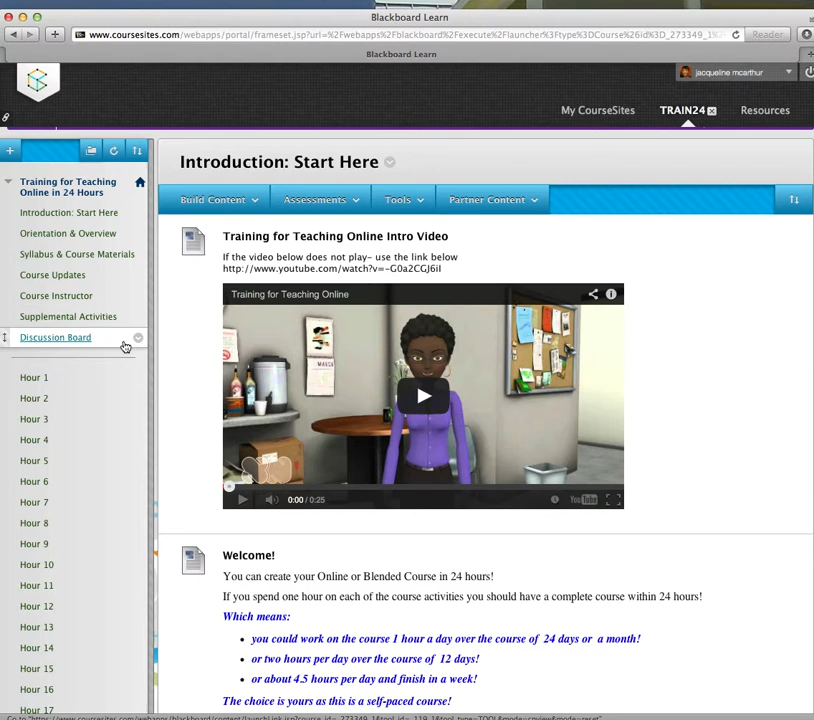 Blackboard Learn
www.coursesites.com/webapps/portal/frameset.jsp?url=%2Fwebapps%2Fblackboard%2Fexecute%2Flauncher%3Ftype%3DCourse%26id%3D_273349_1%
Reader
Blackboard Learn
jacqueline mcarthur
My CourseSites
TRAIN24
Resources
Training for Teaching
Online in 24 Hours
Introduction: Start Here
Orientation & Overview
Syllabus & Course Materials
Course Updates
Course Instructor
Supplemental Activities
Discussion Board
Hour 1
Hour 2
Hour 3
Hour 4
Hour 5
Hour 6
Hour 7
Hour 8
Hour 9
Hour 10
Hour 11
Hour 12
Hour 13
Hour 14
Hour 15
Hour 16
Hour 17
Introduction: Start Here
Build Content
Assessments
Tools
Partner Content
Training for Teaching Online Intro Video
If the video below does not play- use the link below
http://www.youtube.com/watch?v=-G0a2CGJ6iI
Training for Teaching Online
0:00 / 0:25
YouTube
Welcome!
You can create your Online or Blended Course in 24 hours!
If you spend one hour on each of the course activities you should have a complete course within 24 hours!
Which means:
• you could work on the course 1 hour a day over the course of 24 days or a month!
• or two hours per day over the course of 12 days!
• or about 4.5 hours per day and finish in a week!
The choice is yours as this is a self-paced course!